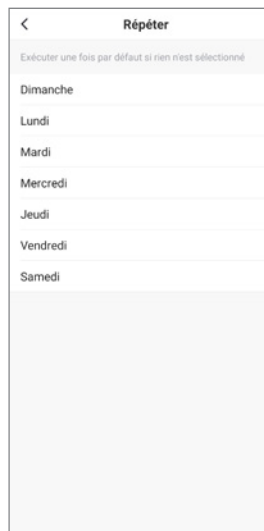 Répéter
Exécuter une fois par défaut si rien n'est sélectionné
Dimanche
Lundi
Mardi
Mercredi
Jeudi
Vendredi
Samedi